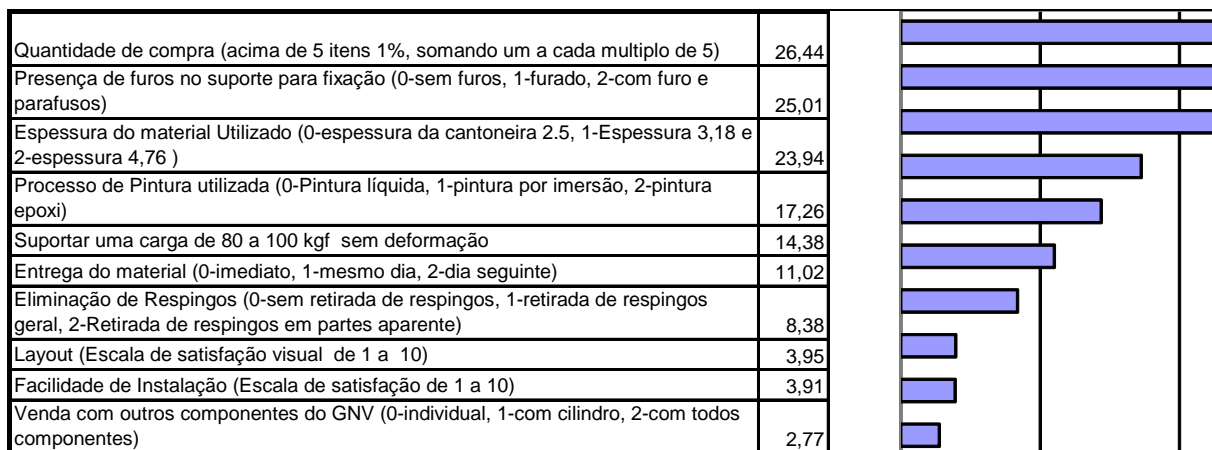 Quantidade de compra (acima de 5 itens 1%, somando um a cada multiplo de 5) 26,44
Presença de furos no suporte para fixação (0-sem furos, 1-furado, 2-com furo e
parafusos) 25,01
Espessura do material Utilizado (0-espessura da cantoneira 2.5, 1-Espessura 3,18 e
2-espessura 4,76 ) 23,94
Processo de Pintura utilizada (0-Pintura líquida, 1-pintura por imersão, 2-pintura
epoxi) 17,26
Suportar uma carga de 80 a 100 kgf  sem deformação 14,38
Entrega do material (0-imediato, 1-mesmo dia, 2-dia seguinte) 11,02
Eliminação de Respingos (0-sem retirada de respingos, 1-retirada de respingos
geral, 2-Retirada de respingos em partes aparente) 8,38
Layout (Escala de satisfação visual  de 1 a  10) 3,95
Facilidade de Instalação (Escala de satisfação de 1 a 10) 3,91
Venda com outros componentes do GNV (0-individual, 1-com cilindro, 2-com todos
componentes) 2,77